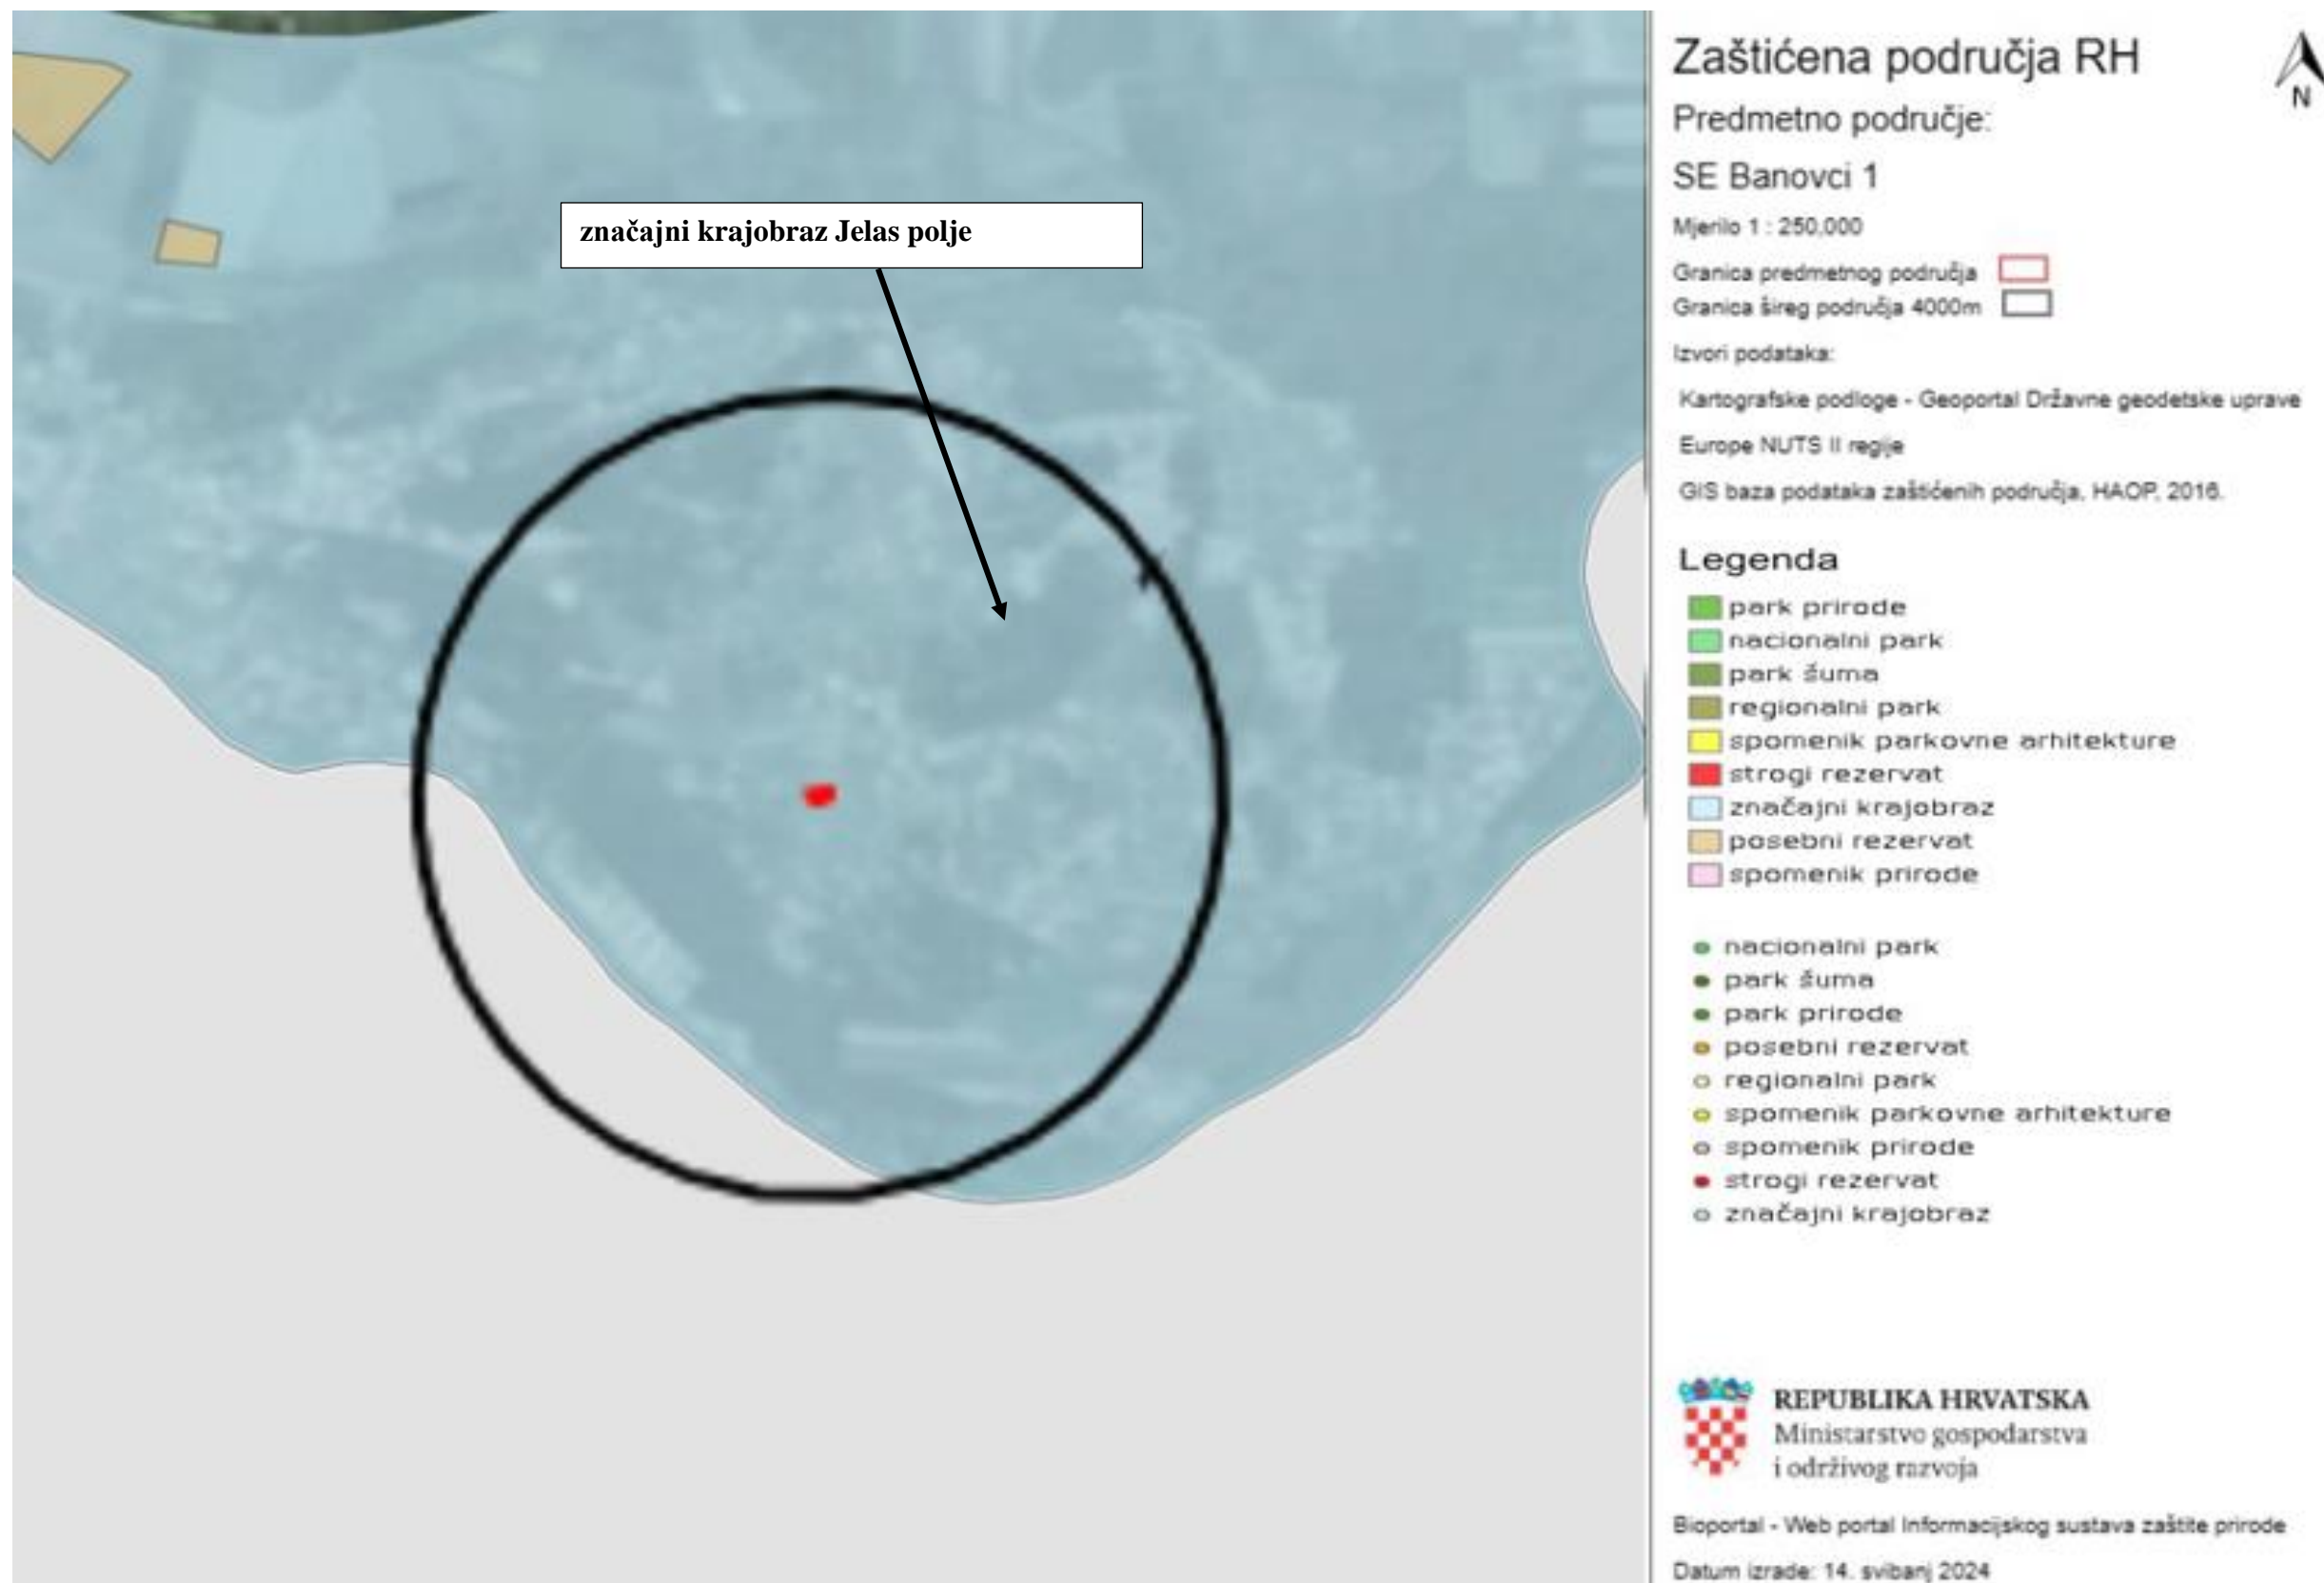 značajni krajobraz Jelas polje
Zaštićena područja RH
N
Predmetno područje:
SE Banovci 1
Mjerilo 1 : 250,000
Granica predmetnog područja
Granica šireg područja 4000m
Izvori podataka:
Kartografske podloge - Geoportal Državne geodetske uprave
Europe NUTS II regije
GIS baza podataka zaštićenih područja, HAOP, 2016.
Legenda
park prirode
nacionalni park
park šuma
regionalni park
spomenik parkovne arhitekture
strogi rezervat
značajni krajobraz
posebni rezervat
spomenik prirode
nacionalni park
park šuma
park prirode
posebni rezervat
regionalni park
spomenik parkovne arhitekture
spomenik prirode
strogi rezervat
značajni krajobraz
REPUBLIKA HRVATSKA
Ministarstvo gospodarstva
i održivog razvoja
Bioportal - Web portal Informacijskog sustava zaštite prirode
Datum izrade: 14. svibanj 2024